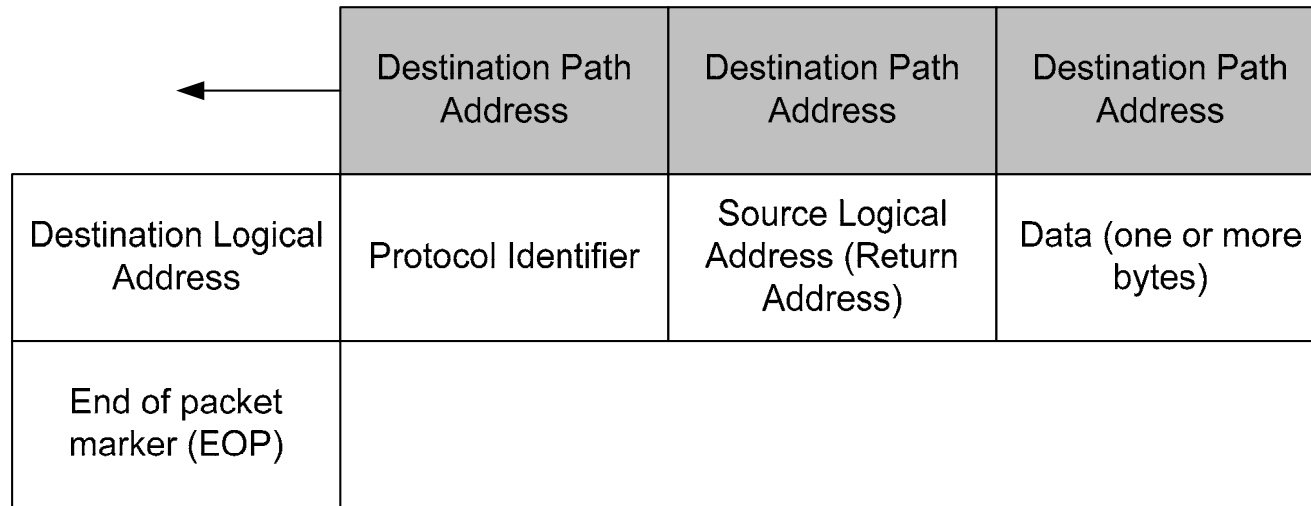 Destination Path
Address
Destination Path
Address
Destination Path
Address
Destination Logical
Address
Protocol Identifier
Source Logical
Address (Return
Address)
Data (one or more
bytes)
End of packet
marker (EOP)